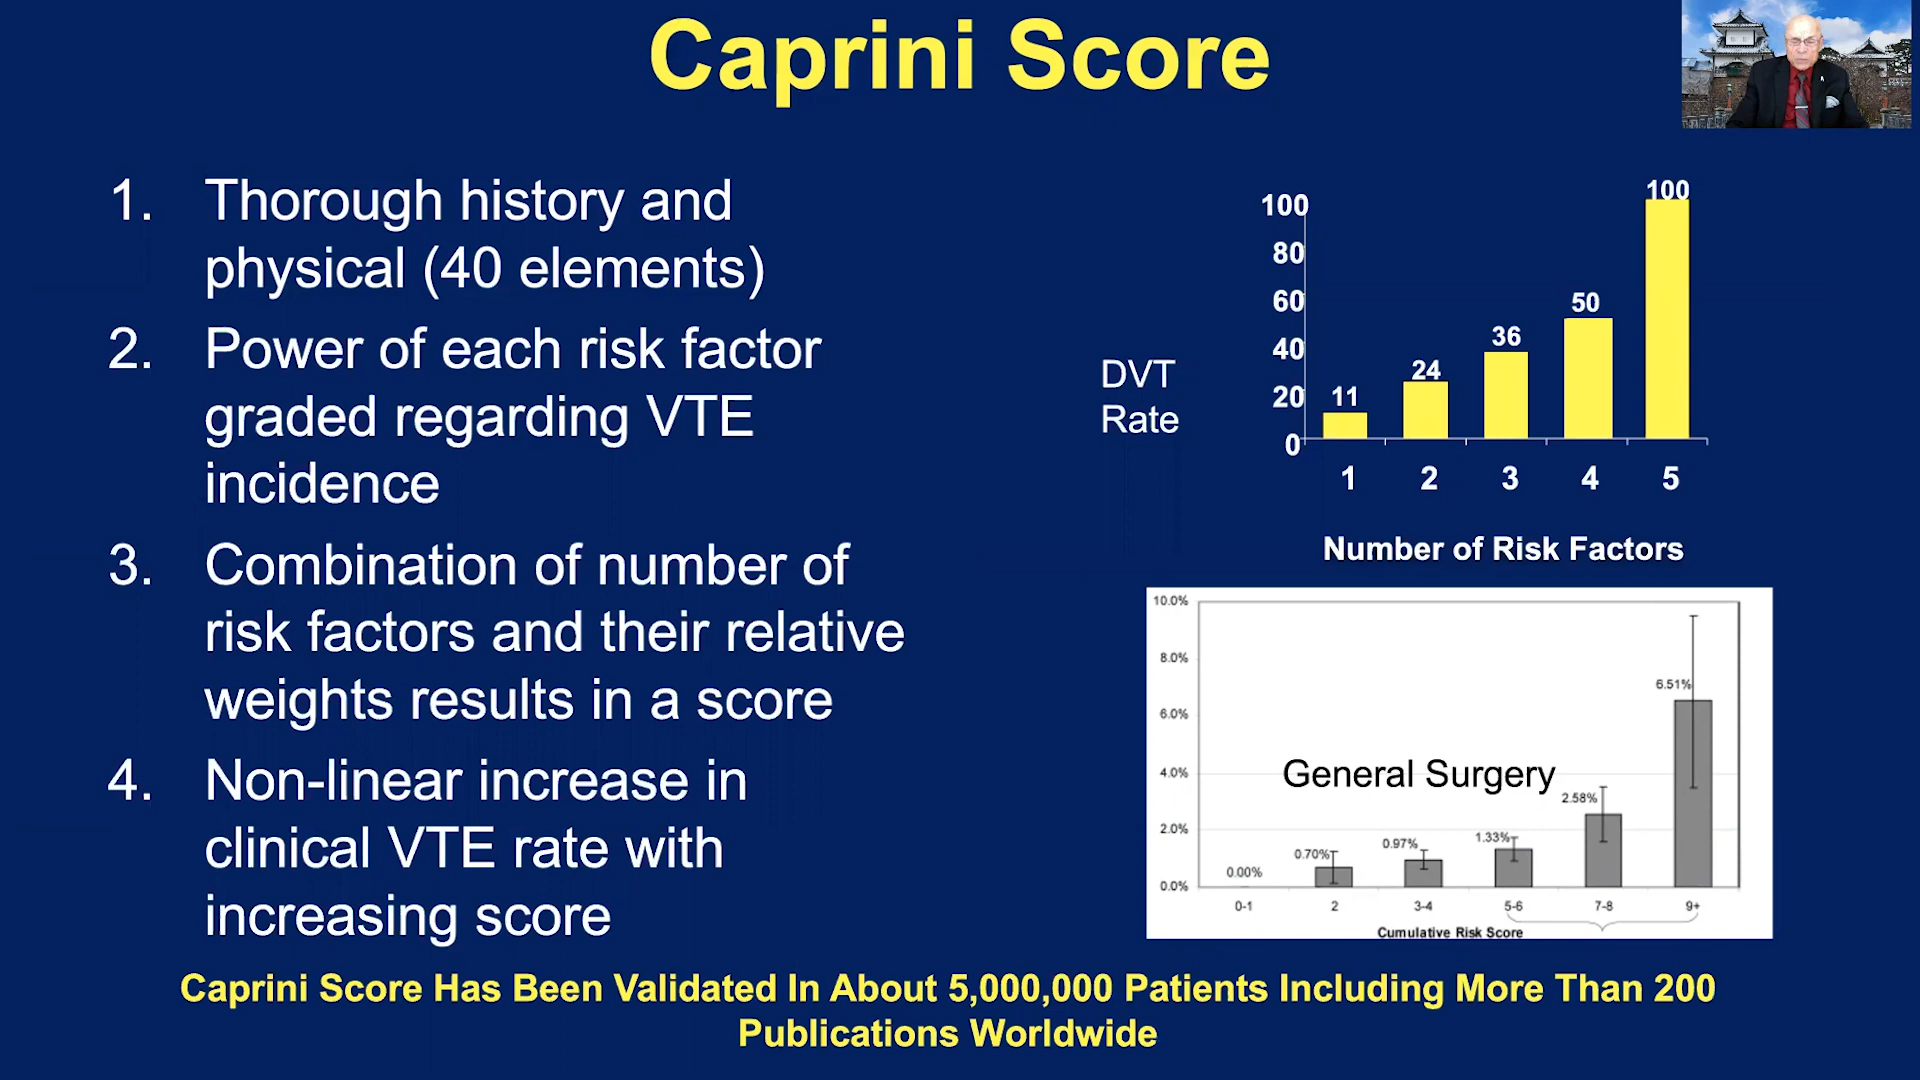 Caprini Score
1. Thorough history and
physical (40 elements)
2. Power of each risk factor
graded regarding VTE
incidence
3. Combination of number of
risk factors and their relative
weights results in a score
4. Non-linear increase in
clinical VTE rate with
increasing score
DVT
Rate
100
80
60
40
20
0
11
24
36
50
100
1 2 3 4 5
Number of Risk Factors
10.0%
8.0%
6.0%
4.0%
2.0%
0.0%
General Surgery
0.00%
0.70%
0.97%
1.33%
2.58%
6.51%
0-1 2 3-4 5-6 7-8 9+
Cumulative Risk Score
Caprini Score Has Been Validated In About 5,000,000 Patients Including More Than 200
Publications Worldwide